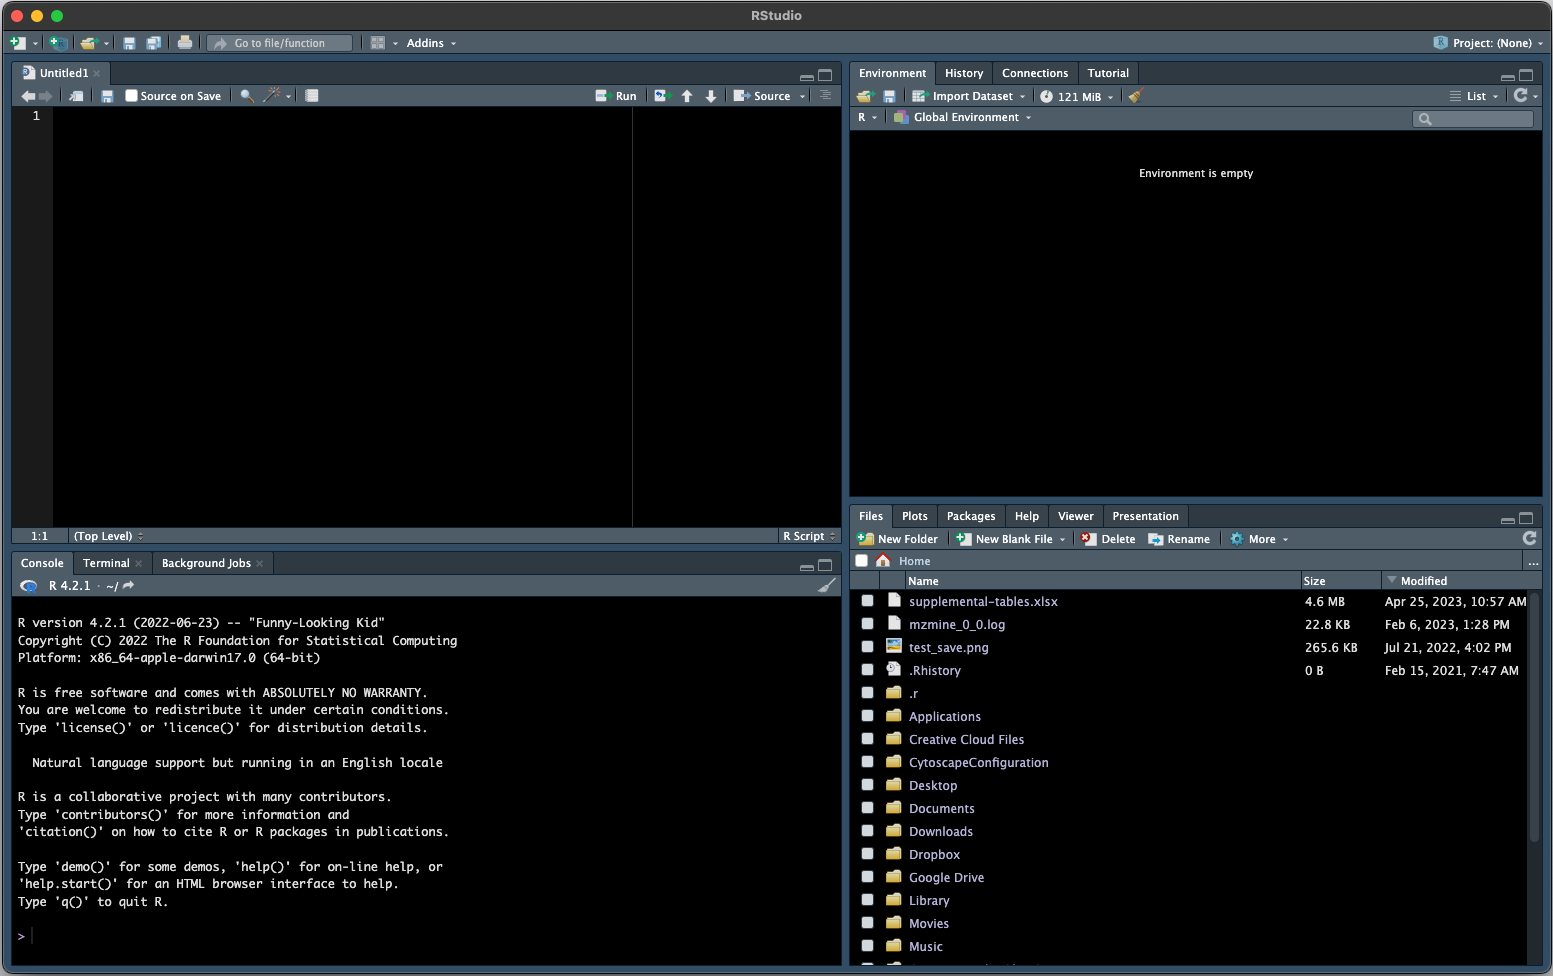 RStudio
Go to file/function
Addins
Project: (None)
Untitled1
Source on Save
Run
Source
1
1:1
(Top Level)
R Script
Console
Terminal
Background Jobs
R 4.2.1 · ~/
R version 4.2.1 (2022-06-23) -- "Funny-Looking Kid"
Copyright (C) 2022 The R Foundation for Statistical Computing
Platform: x86_64-apple-darwin17.0 (64-bit)
R is free software and comes with ABSOLUTELY NO WARRANTY.
You are welcome to redistribute it under certain conditions.
Type 'license()' or 'licence()' for distribution details.
Natural language support but running in an English locale
R is a collaborative project with many contributors.
Type 'contributors()' for more information and
'citation()' on how to cite R or R packages in publications.
Type 'demo()' for some demos, 'help()' for on-line help, or
'help.start()' for an HTML browser interface to help.
Type 'q()' to quit R.
>
Environment
History
Connections
Tutorial
Import Dataset
121 MiB
List
R
Global Environment
Environment is empty
Files
Plots
Packages
Help
Viewer
Presentation
New Folder
New Blank File
Delete
Rename
More
Home
...
Name Size Modified
supplemental-tables.xlsx 4.6 MB Apr 25, 2023, 10:57 AM
mzmine_0_0.log 22.8 KB Feb 6, 2023, 1:28 PM
test_save.png 265.6 KB Jul 21, 2022, 4:02 PM
.Rhistory 0 B Feb 15, 2021, 7:47 AM
.r
Applications
Creative Cloud Files
CytoscapeConfiguration
Desktop
Documents
Downloads
Dropbox
Google Drive
Library
Movies
Music